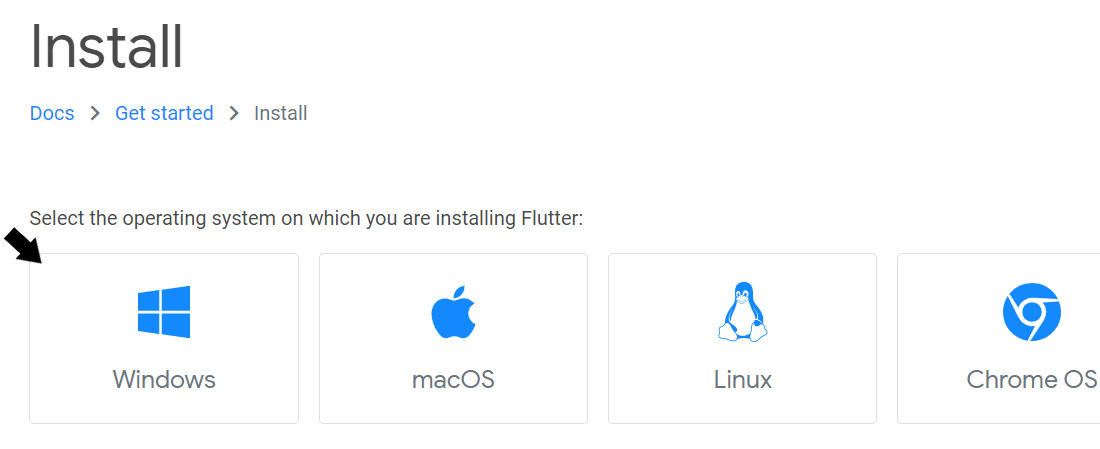 Install
Docs > Get started > Install
Select the operating system on which you are installing Flutter:
Windows macOS Linux Chrome OS